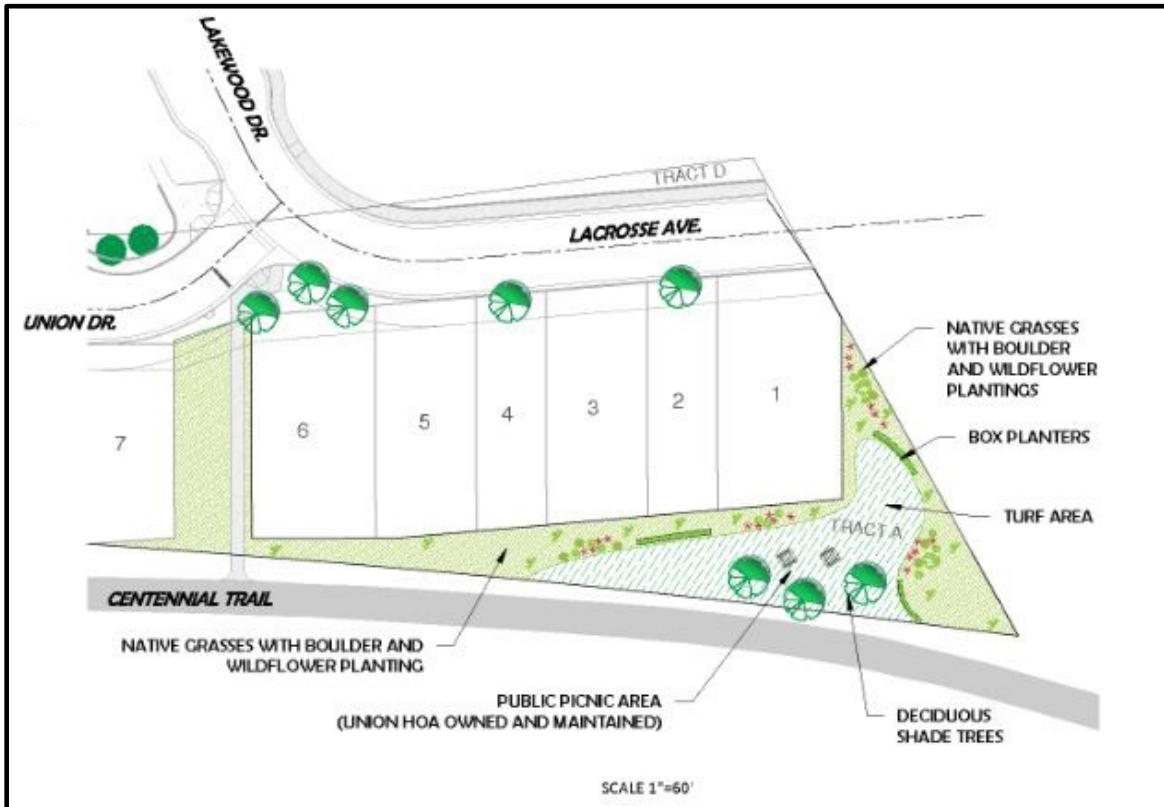 LAKEWOOD DR.
TRACT D
LACROSSE AVE.
UNION DR.
NATIVE GRASSES
WITH BOULDER
AND WILDFLOWER
PLANTINGS
7
6
5
4
3
2
1
BOX PLANTERS
TURF AREA
TRACT A
CENTENNIAL TRAIL
NATIVE GRASSES WITH BOULDER AND
WILDFLOWER PLANTING
PUBLIC PICNIC AREA
(UNION HOA OWNED AND MAINTAINED)
DECIDUOUS
SHADE TREES
SCALE 1"=60'